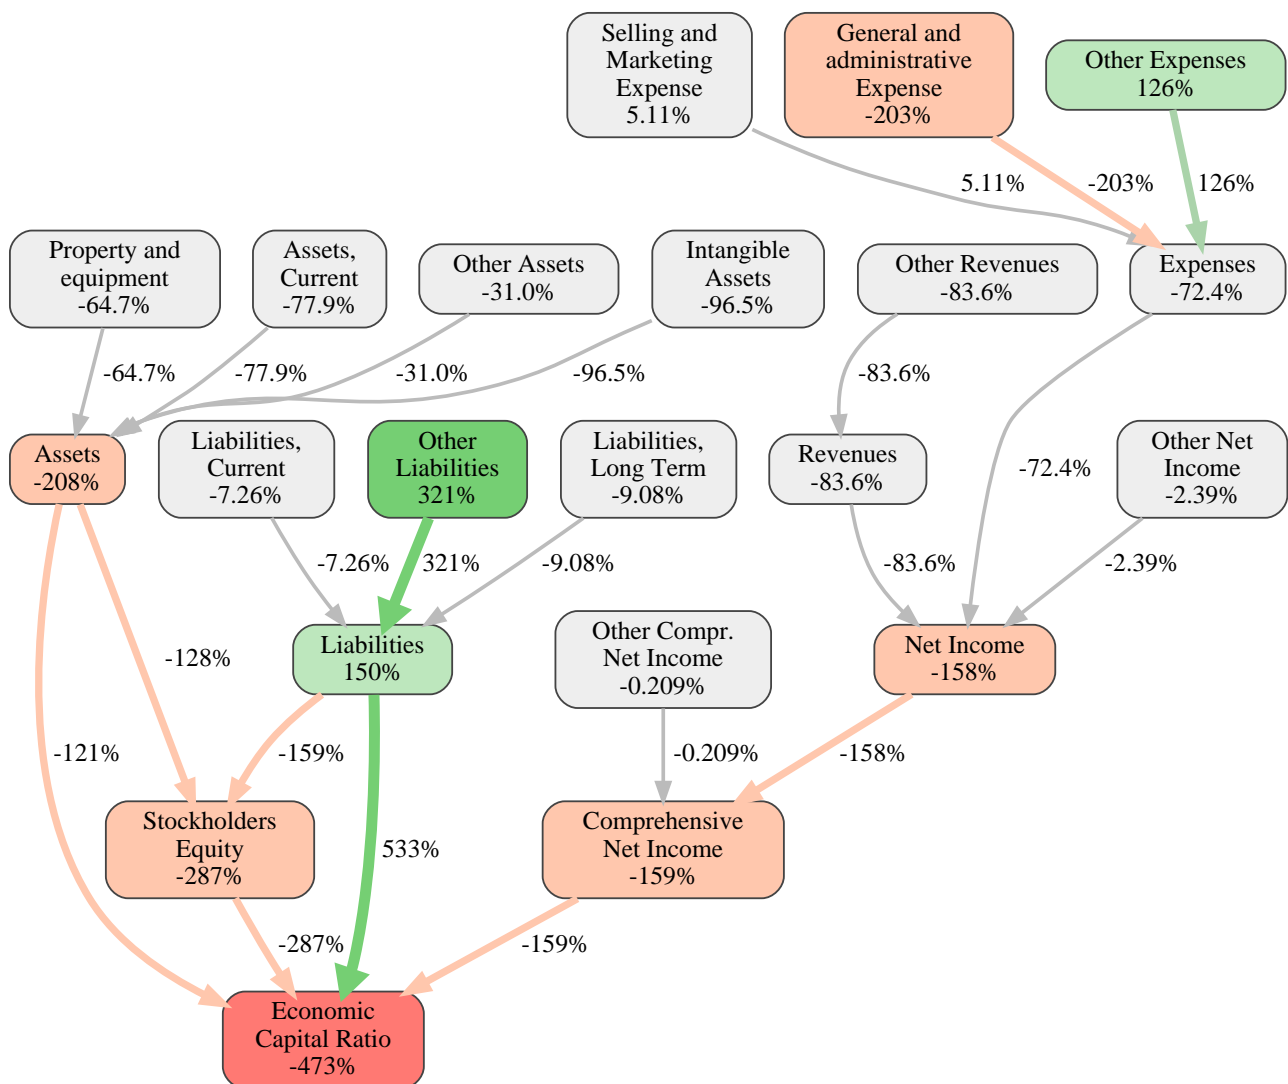 Selling and
Marketing
Expense
5.11%
General and
administrative
Expense
-203%
Other Expenses
126%
5.11%
-203%
126%
Property and
equipment
-64.7%
Assets,
Current
-77.9%
Other Assets
-31.0%
Intangible
Assets
-96.5%
Other Revenues
-83.6%
Expenses
-72.4%
-64.7%
-77.9%
-31.0%
-96.5%
-83.6%
Assets
-208%
Liabilities,
Current
-7.26%
Other
Liabilities
321%
Liabilities,
Long Term
-9.08%
Revenues
-83.6%
-72.4%
Other Net
Income
-2.39%
-7.26%
321%
-9.08%
-83.6%
-2.39%
-128%
Liabilities
150%
Other Compr.
Net Income
-0.209%
Net Income
-158%
-121%
-159%
-0.209%
-158%
Stockholders
Equity
-287%
533%
Comprehensive
Net Income
-159%
-287%
-159%
Economic
Capital Ratio
-473%